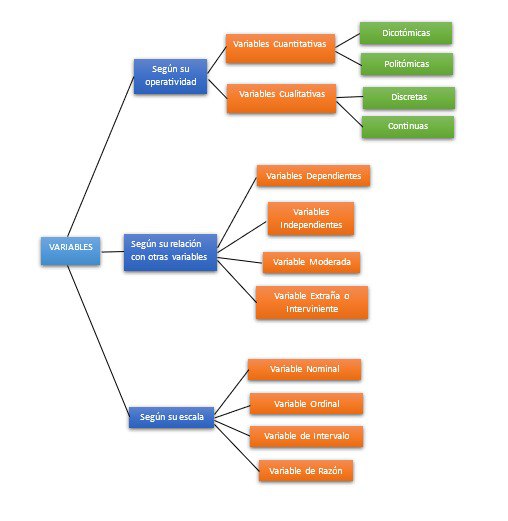 VARIABLES
Según su
operatividad
Variables Cuantitativas
Dicotómicas
Politómicas
Variables Cualitativas
Discretas
Continuas
Según su relación
con otras variables
Variables Dependientes
Variables
Independientes
Variable Moderada
Variable Extraña o
Interviniente
Según su escala
Variable Nominal
Variable Ordinal
Variable de Intervalo
Variable de Razón